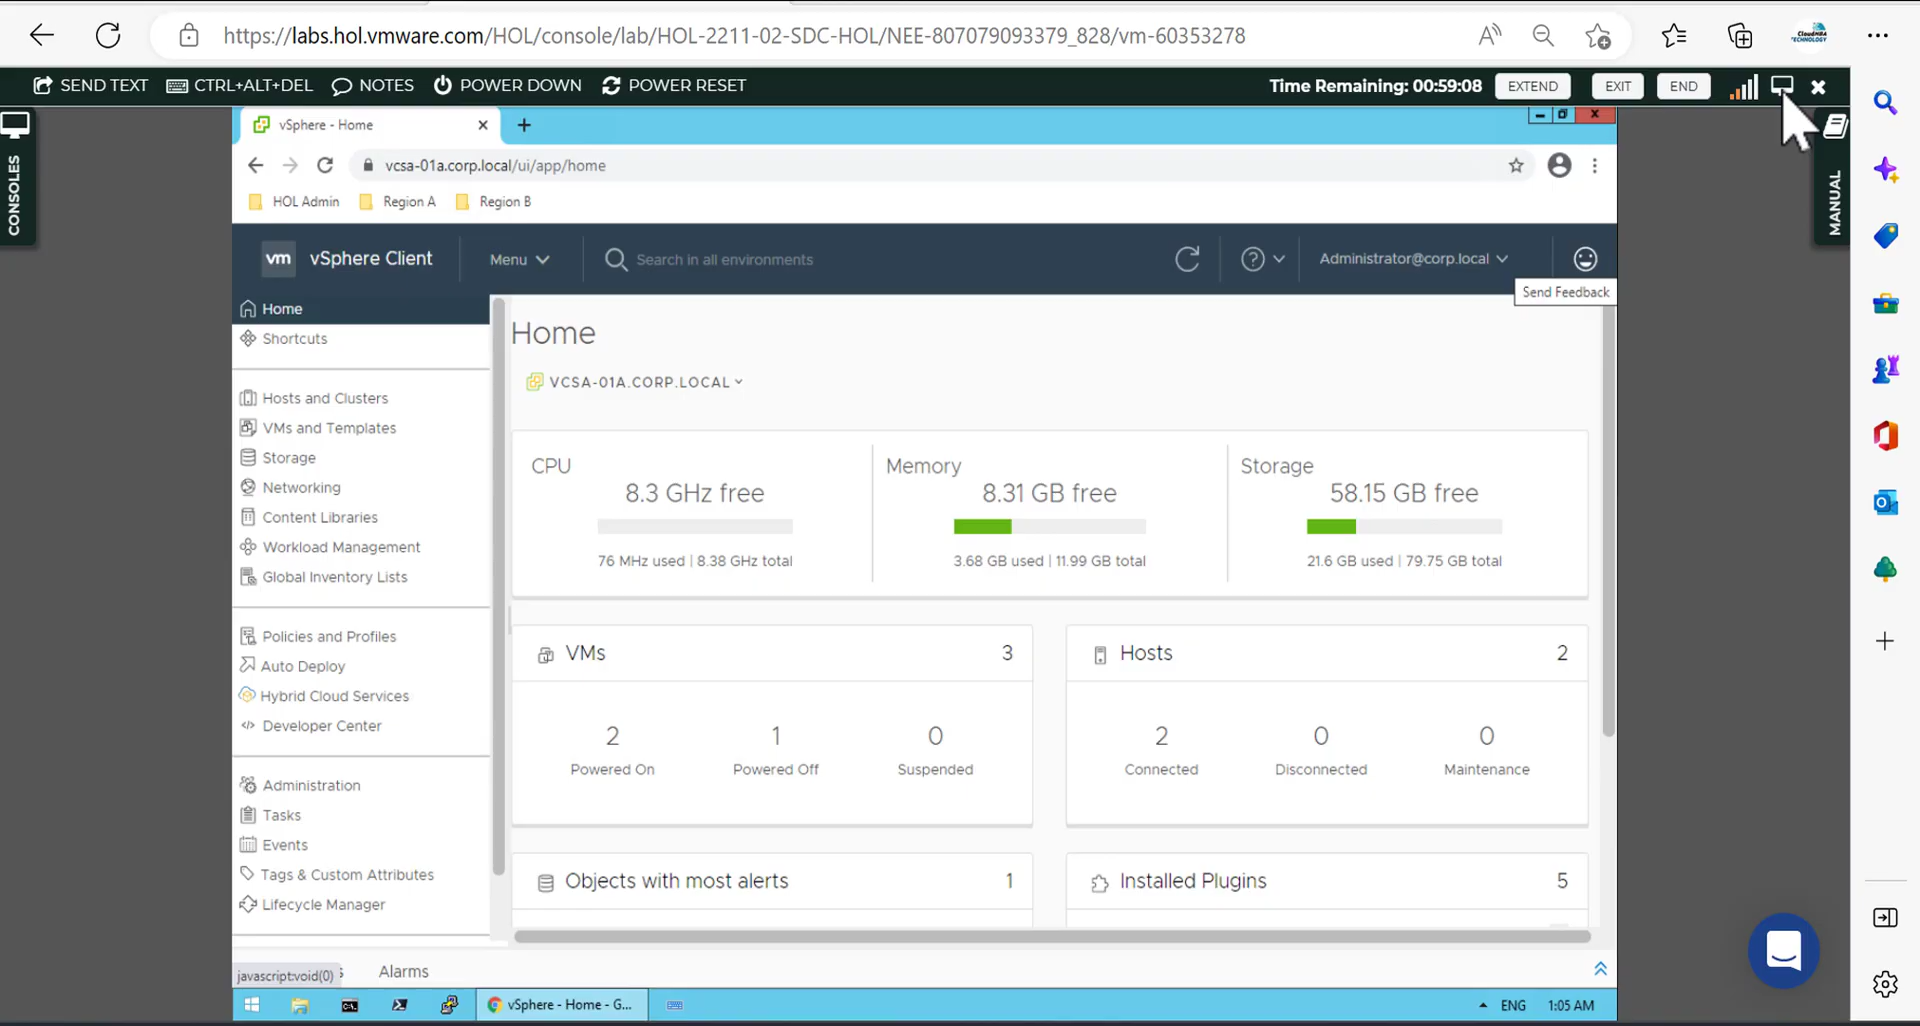 https://labs.hol.vmware.com/HOL/console/lab/HOL-2211-02-SDC-HOL/NEE-807079093379_828/vm-60353278
SEND TEXT CTRL+ALT+DEL NOTES POWER DOWN POWER RESET Time Remaining: 00:59:08 EXTEND EXIT END
CONSOLES
MANUAL
vSphere - Home
vcsa-01a.corp.local/ui/app/home
HOL Admin Region A Region B
vm vSphere Client Menu Search in all environments Administrator@corp.local
Send Feedback
Home
Shortcuts
Hosts and Clusters
VMs and Templates
Storage
Networking
Content Libraries
Workload Management
Global Inventory Lists
Policies and Profiles
Auto Deploy
Hybrid Cloud Services
Developer Center
Administration
Tasks
Events
Tags & Custom Attributes
Lifecycle Manager
Home
VCSA-01A.CORP.LOCAL
CPU
8.3 GHz free
76 MHz used | 8.38 GHz total
Memory
8.31 GB free
3.68 GB used | 11.99 GB total
Storage
58.15 GB free
21.6 GB used | 79.75 GB total
VMs 3
2 1 0
Powered On Powered Off Suspended
Hosts 2
2 0 0
Connected Disconnected Maintenance
Objects with most alerts 1
Installed Plugins 5
javascript:void(0) Alarms
vSphere - Home - G... ENG 1:05 AM